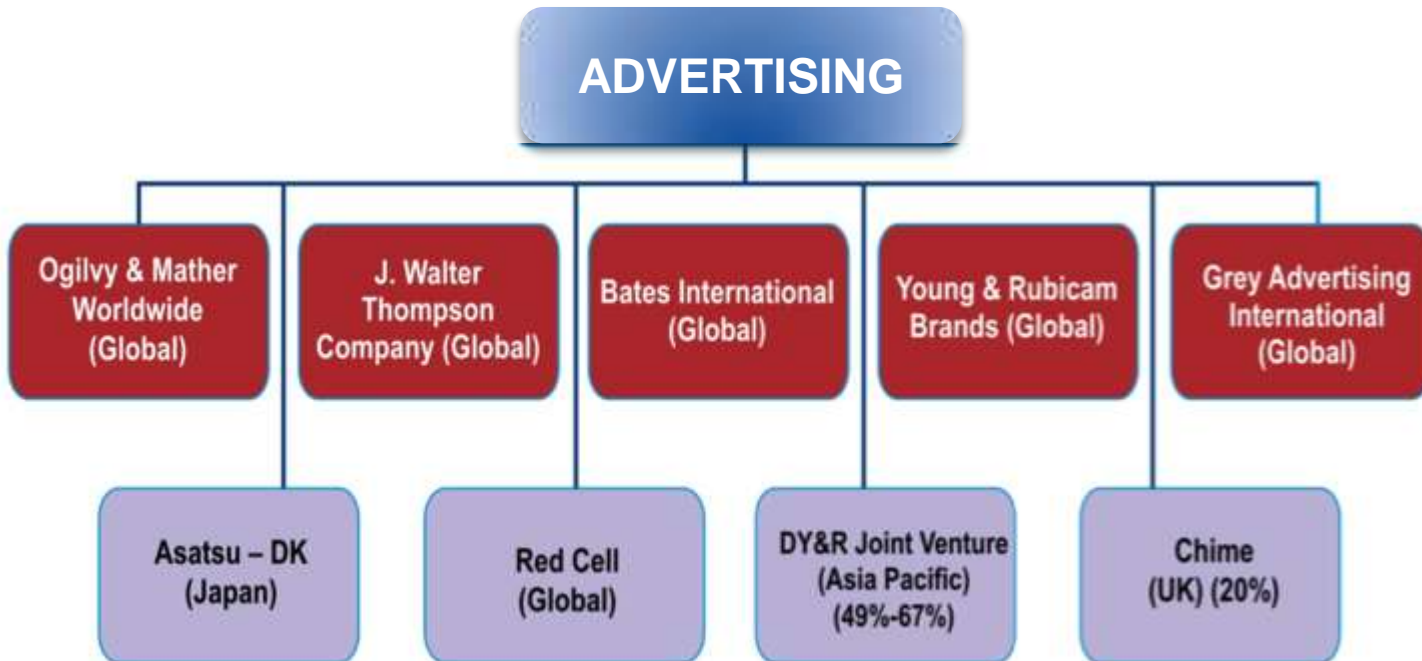 ADVERTISING
Ogilvy & Mather
Worldwide
(Global)
J. Walter
Thompson
Company (Global)
Bates International
(Global)
Young & Rubicam
Brands (Global)
Grey Advertising
International
(Global)
Asatsu – DK
(Japan)
Red Cell
(Global)
DY&R Joint Venture
(Asia Pacific)
(49%-67%)
Chime
(UK) (20%)